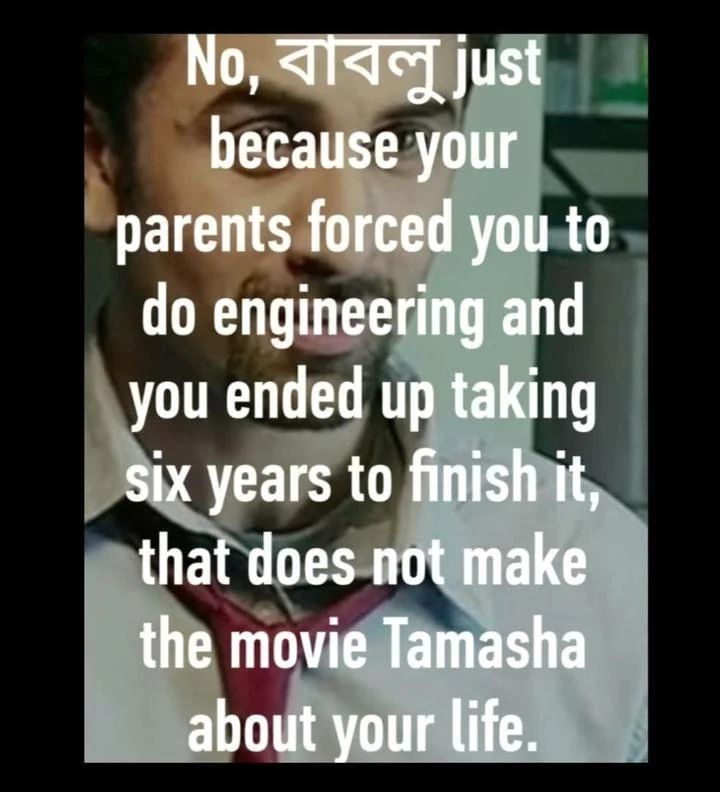 No, বাবলু just
because your
parents forced you to
do engineering and
you ended up taking
six years to finish it,
that does not make
the movie Tamasha
about your life.